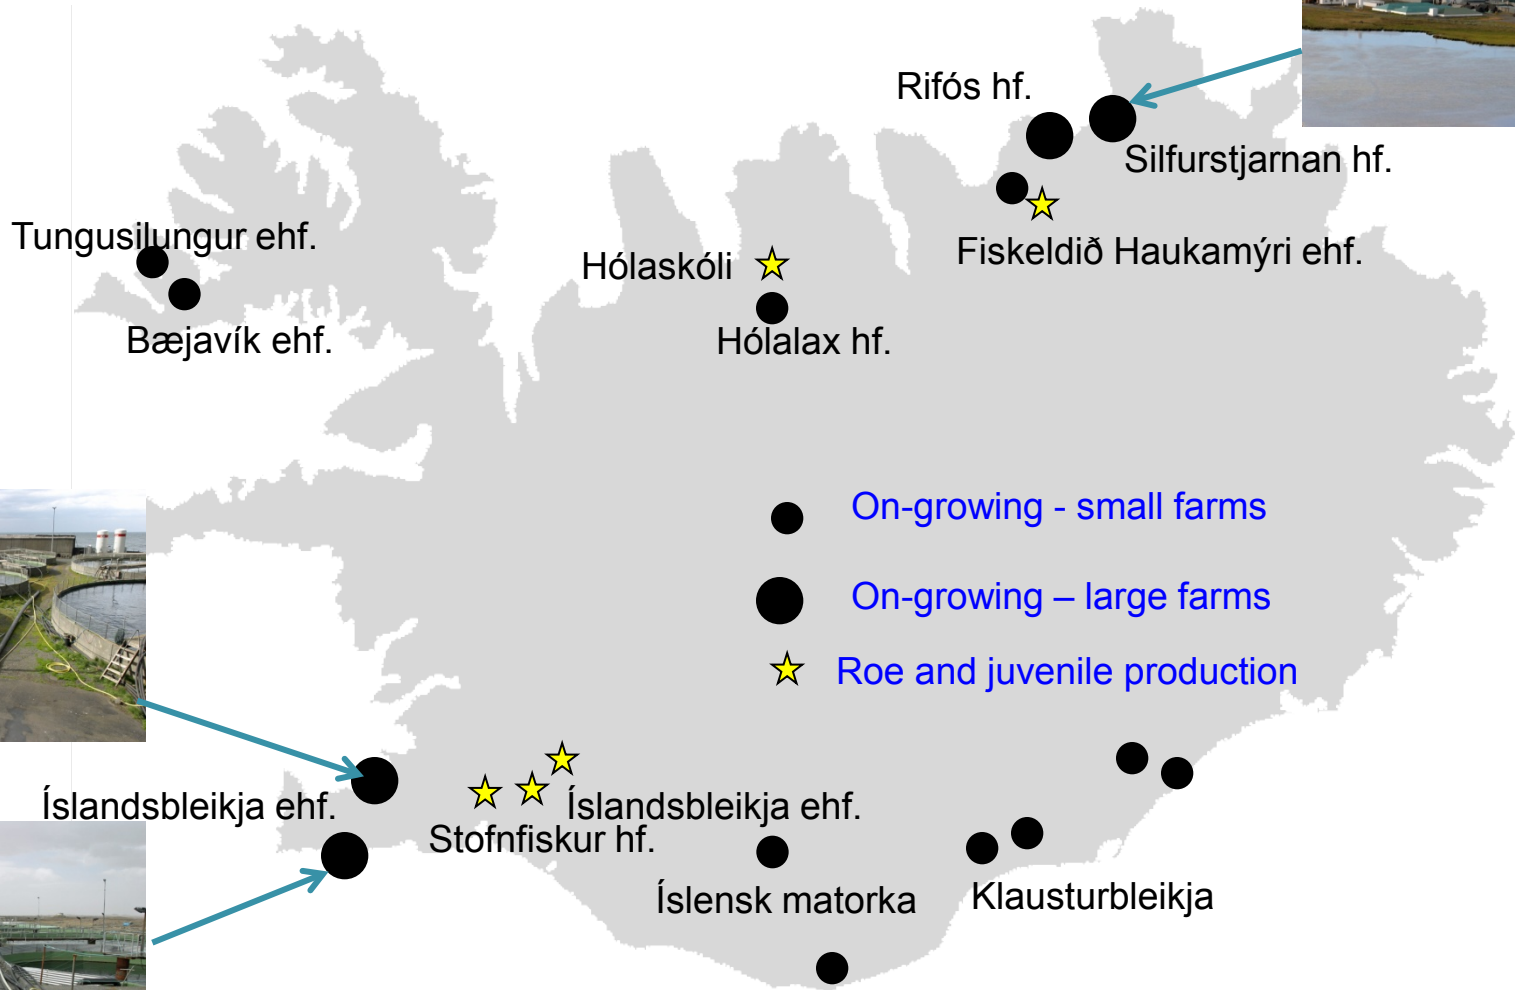 Rifós hf.
Silfurstjarnan hf.
Tungusilungur ehf.
Fiskeldið Haukamýri ehf.
Hólaskóli
Bæjavík ehf.
Hólalax hf.
On-growing - small farms
On-growing – large farms
Roe and juvenile production
Íslandsbleikja ehf.
Íslandsbleikja ehf.
Stofnfiskur hf.
Íslensk matorka
Klausturbleikja